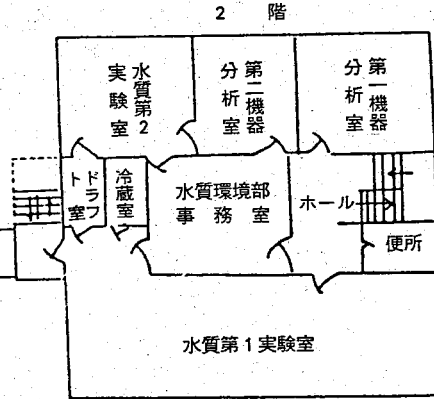 2 階
水質第2
実験室
第二機器
分析室
第一機器
分析室
ドラフ
ト室
冷蔵室
水質環境部
事務室
ホール
便所
水質第1実験室